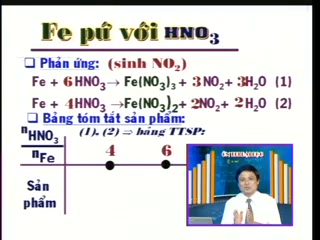 Fe pứ với HNO3
❑ Phản ứng: (sinh NO2)
Fe + 6HNO3 → Fe(NO3)3 + 3NO2 + 3H2O (1)
Fe + 4HNO3 → Fe(NO3)2 + 2NO2 + 2H2O (2)
❑ Bảng tóm tắt sản phẩm:
(1), (2) ⇒ bảng TTSP:
nHNO3
nFe
4 6
Sản
phẩm